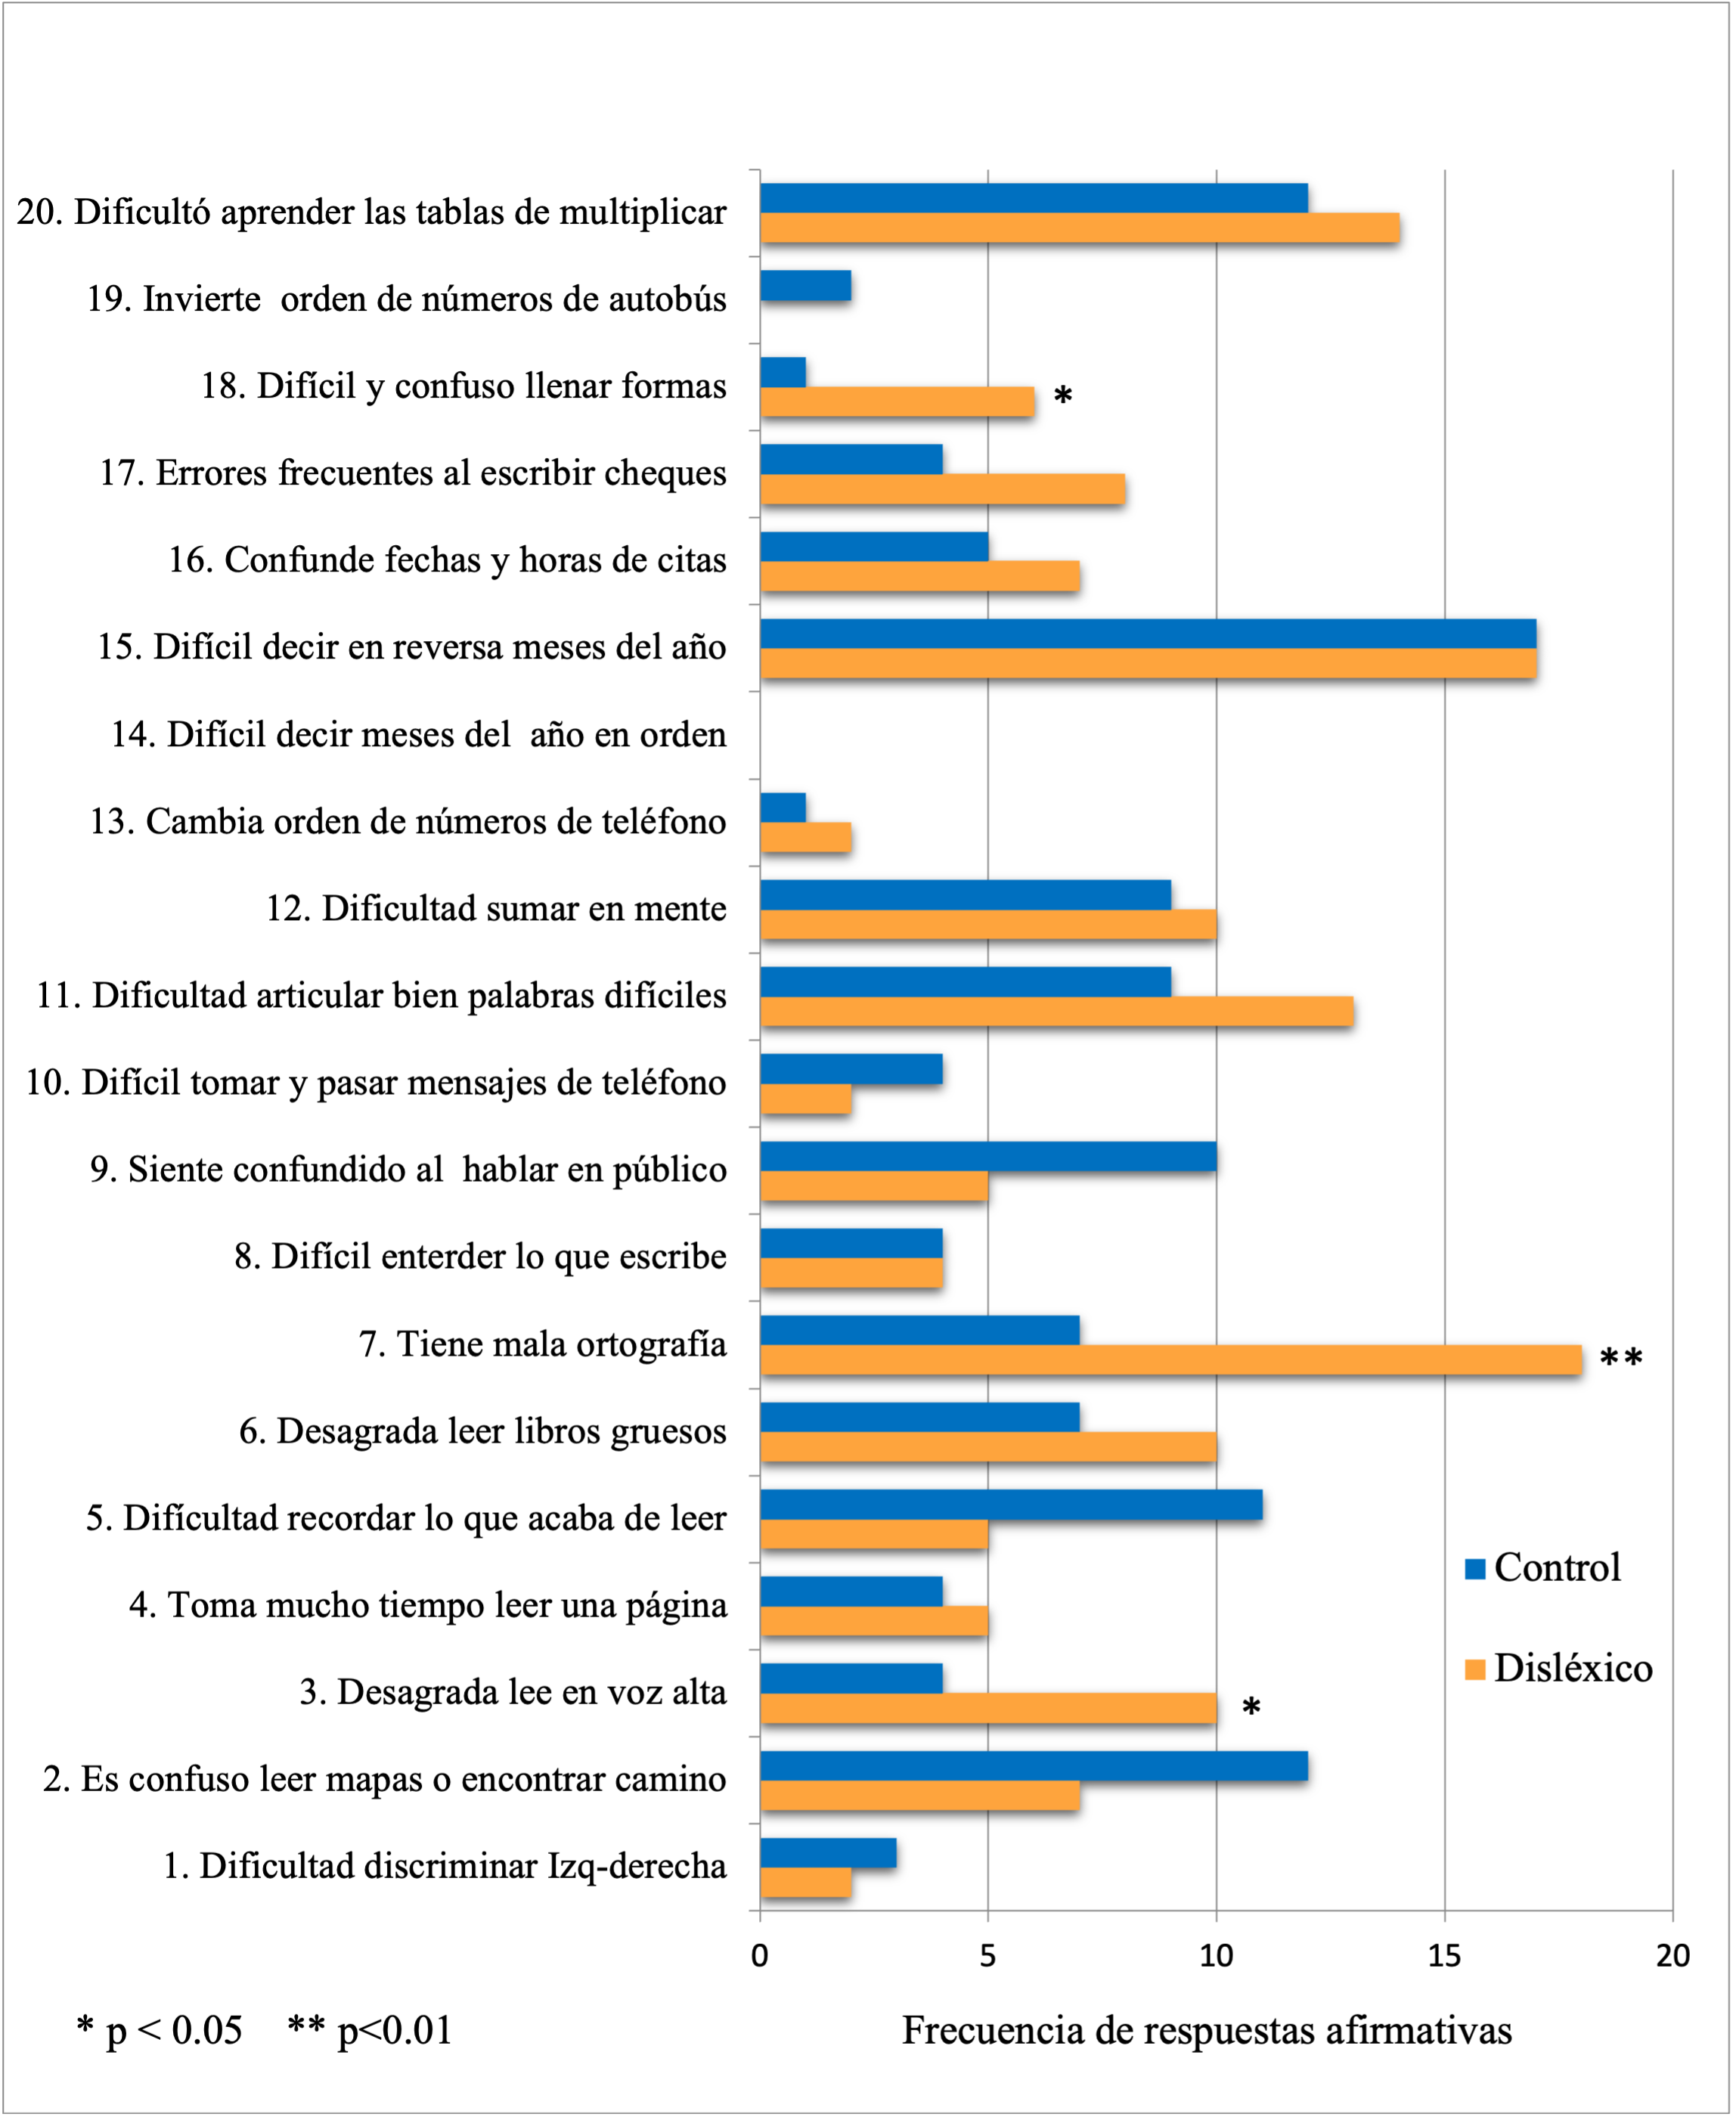 20. Dificultó aprender las tablas de multiplicar
19. Invierte  orden de números de autobús
18. Difícil y confuso llenar formas
*
17. Errores frecuentes al escribir cheques
16. Confunde fechas y horas de citas
15. Difícil decir en reversa meses del año
14. Difícil decir meses del  año en orden
13. Cambia orden de números de teléfono
12. Dificultad sumar en mente
11. Dificultad articular bien palabras difíciles
10. Difícil tomar y pasar mensajes de teléfono
9. Siente confundido al  hablar en público
8. Difícil enterder lo que escribe
7. Tiene mala ortografía
**
6. Desagrada leer libros gruesos
5. Difícultad recordar lo que acaba de leer
4. Toma mucho tiempo leer una página
3. Desagrada lee en voz alta
*
2. Es confuso leer mapas o encontrar camino
1. Dificultad discriminar Izq-derecha
Control
Disléxico
0 5 10 15 20
* p < 0.05 ** p<0.01
Frecuencia de respuestas afirmativas